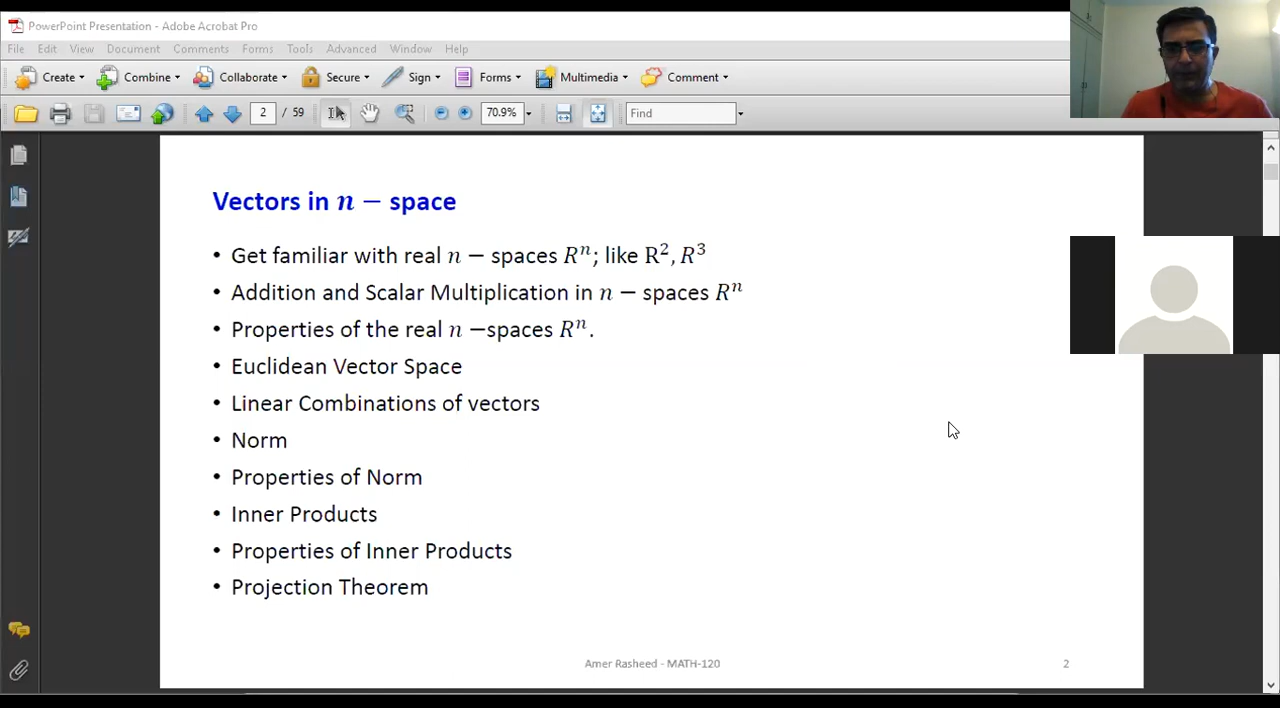 PowerPoint Presentation - Adobe Acrobat Pro
File Edit View Document Comments Forms Tools Advanced Window Help
Create Combine Collaborate Secure Sign Forms Multimedia Comment
2 / 59 70.9% Find
Vectors in n − space
• Get familiar with real n − spaces Rⁿ; like R², R³
• Addition and Scalar Multiplication in n − spaces Rⁿ
• Properties of the real n −spaces Rⁿ.
• Euclidean Vector Space
• Linear Combinations of vectors
• Norm
• Properties of Norm
• Inner Products
• Properties of Inner Products
• Projection Theorem
Amer Rasheed - MATH-120 2